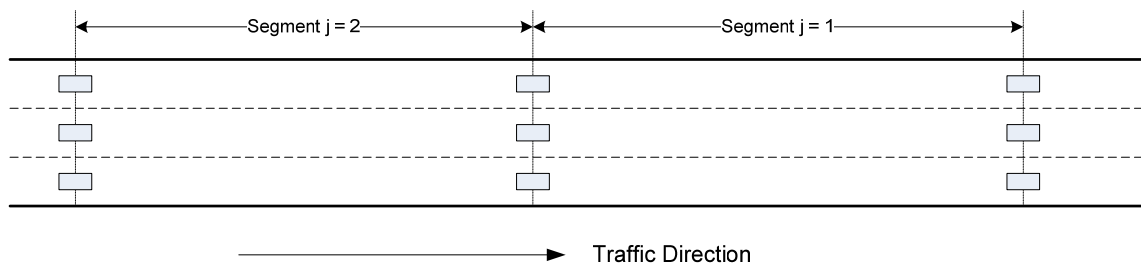 Segment j = 2
Segment j = 1
Traffic Direction